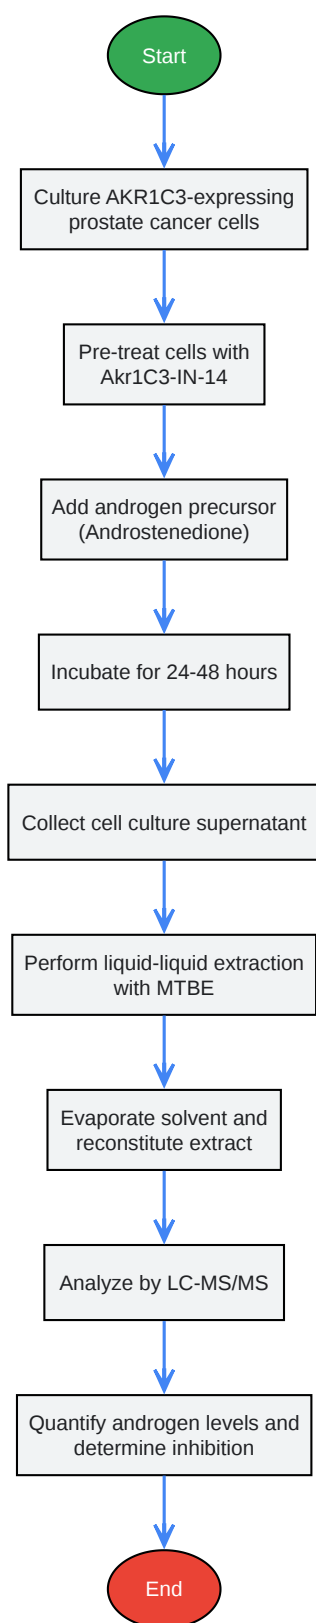 Start
Culture AKR1C3-expressing
prostate cancer cells
Pre-treat cells with
Akr1C3-IN-14
Add androgen precursor
(Androstenedione)
Incubate for 24-48 hours
Collect cell culture supernatant
Perform liquid-liquid extraction
with MTBE
Evaporate solvent and
reconstitute extract
Analyze by LC-MS/MS
Quantify androgen levels and
determine inhibition
End